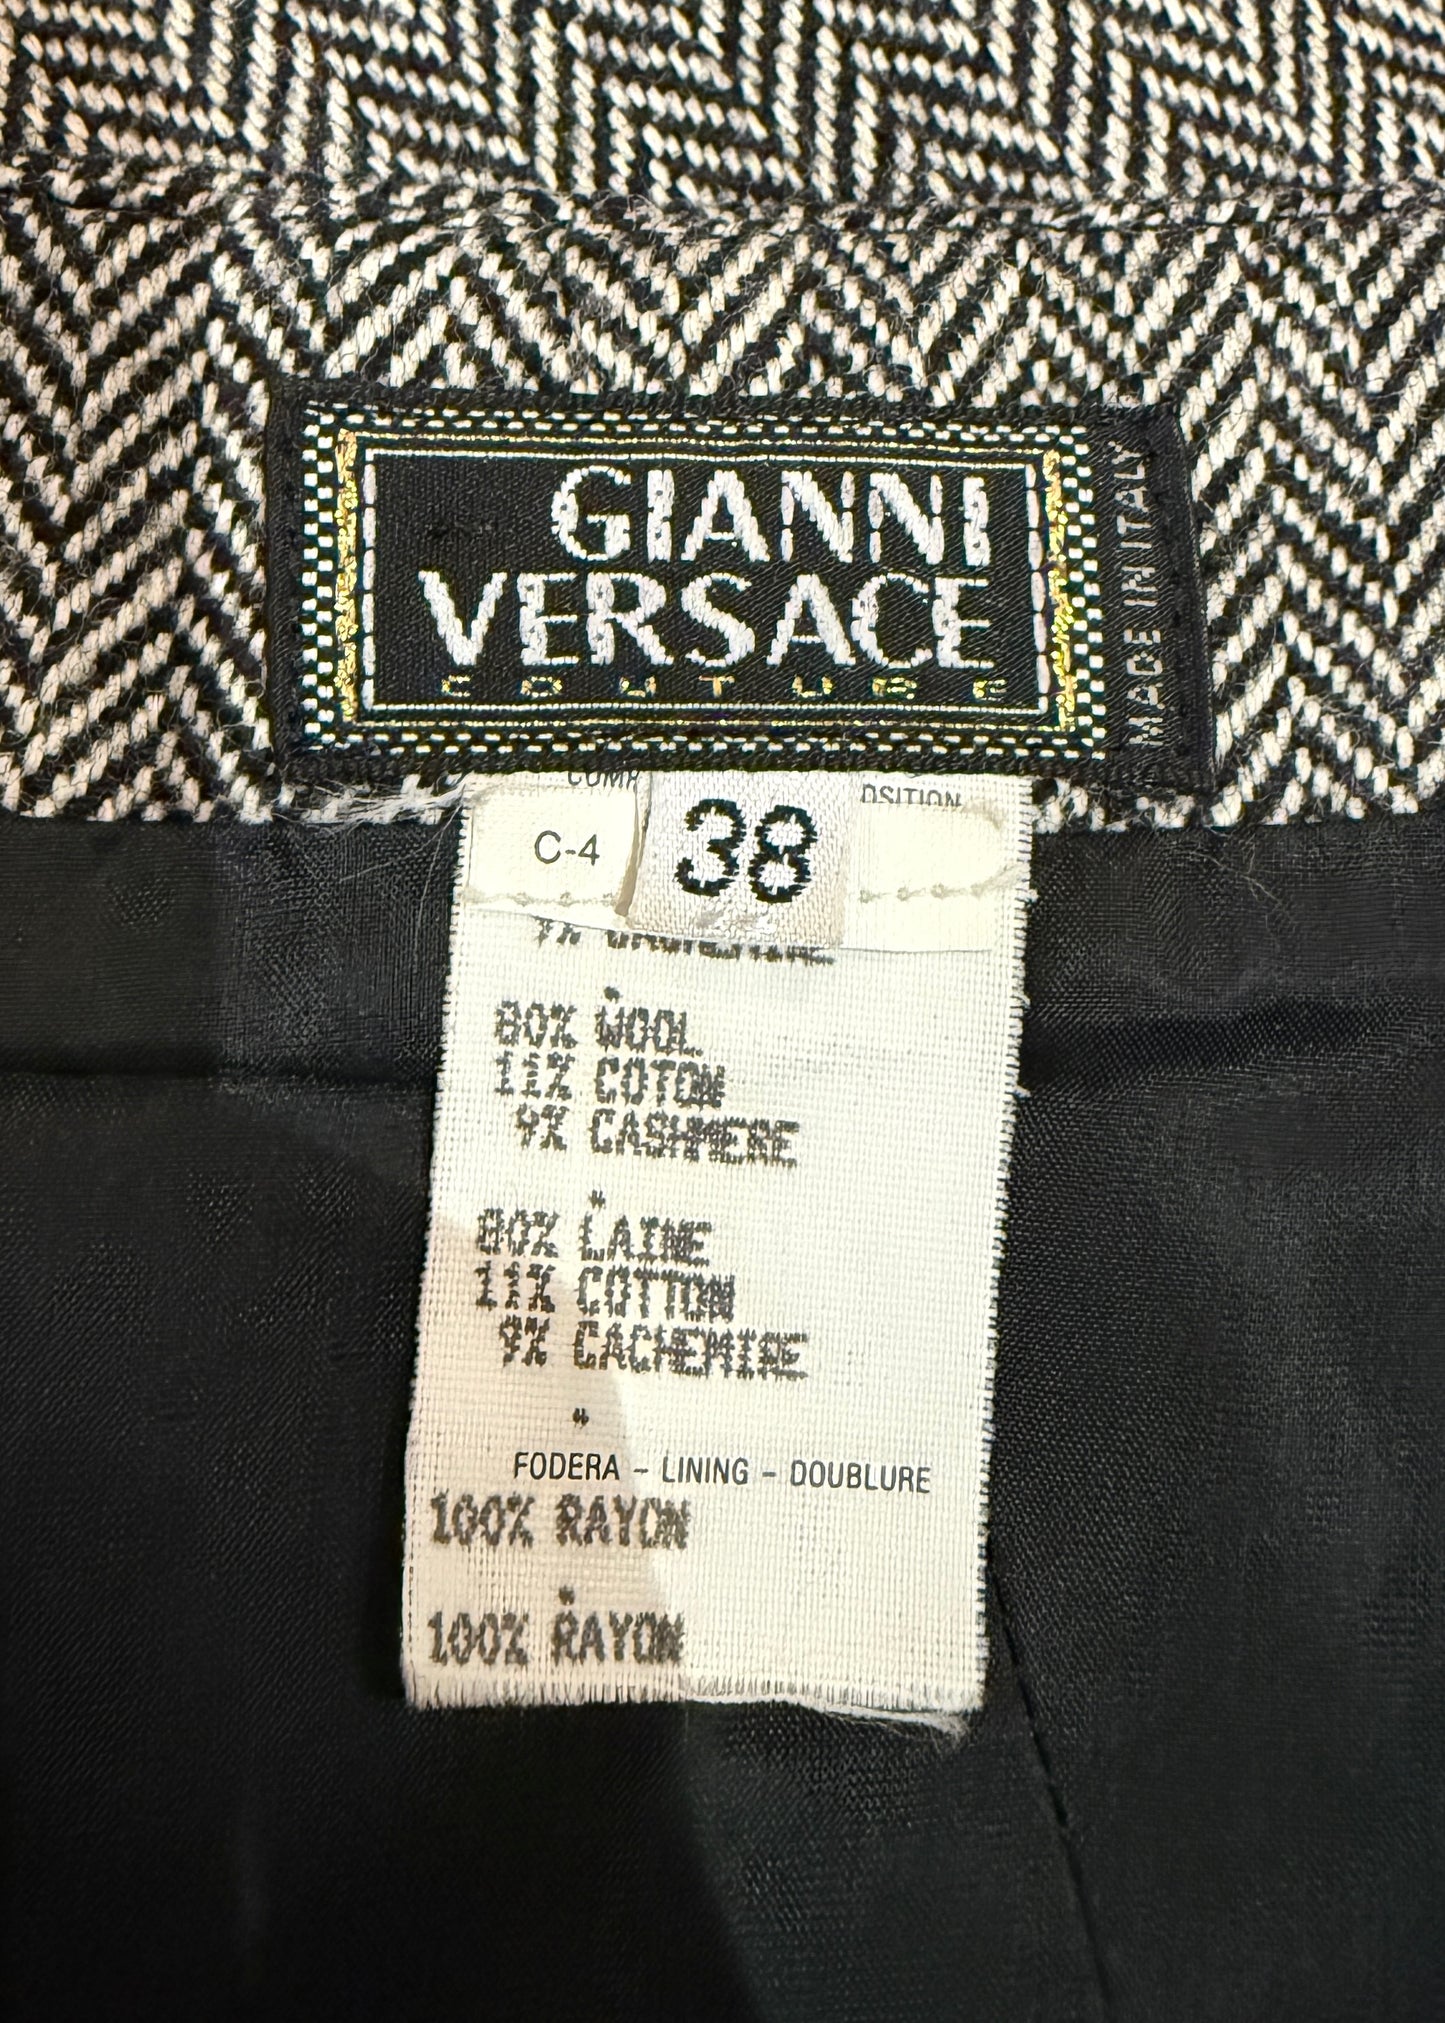 GIANNI
VERSACE
COUTURE
MADE IN ITALY
C-4
38
80% WOOL
11% COTON
9% CASHMERE
80% LAINE
11% COTTON
9% CACHEMIRE
FODERA - LINING - DOUBLURE
100% RAYON
100% RAYON